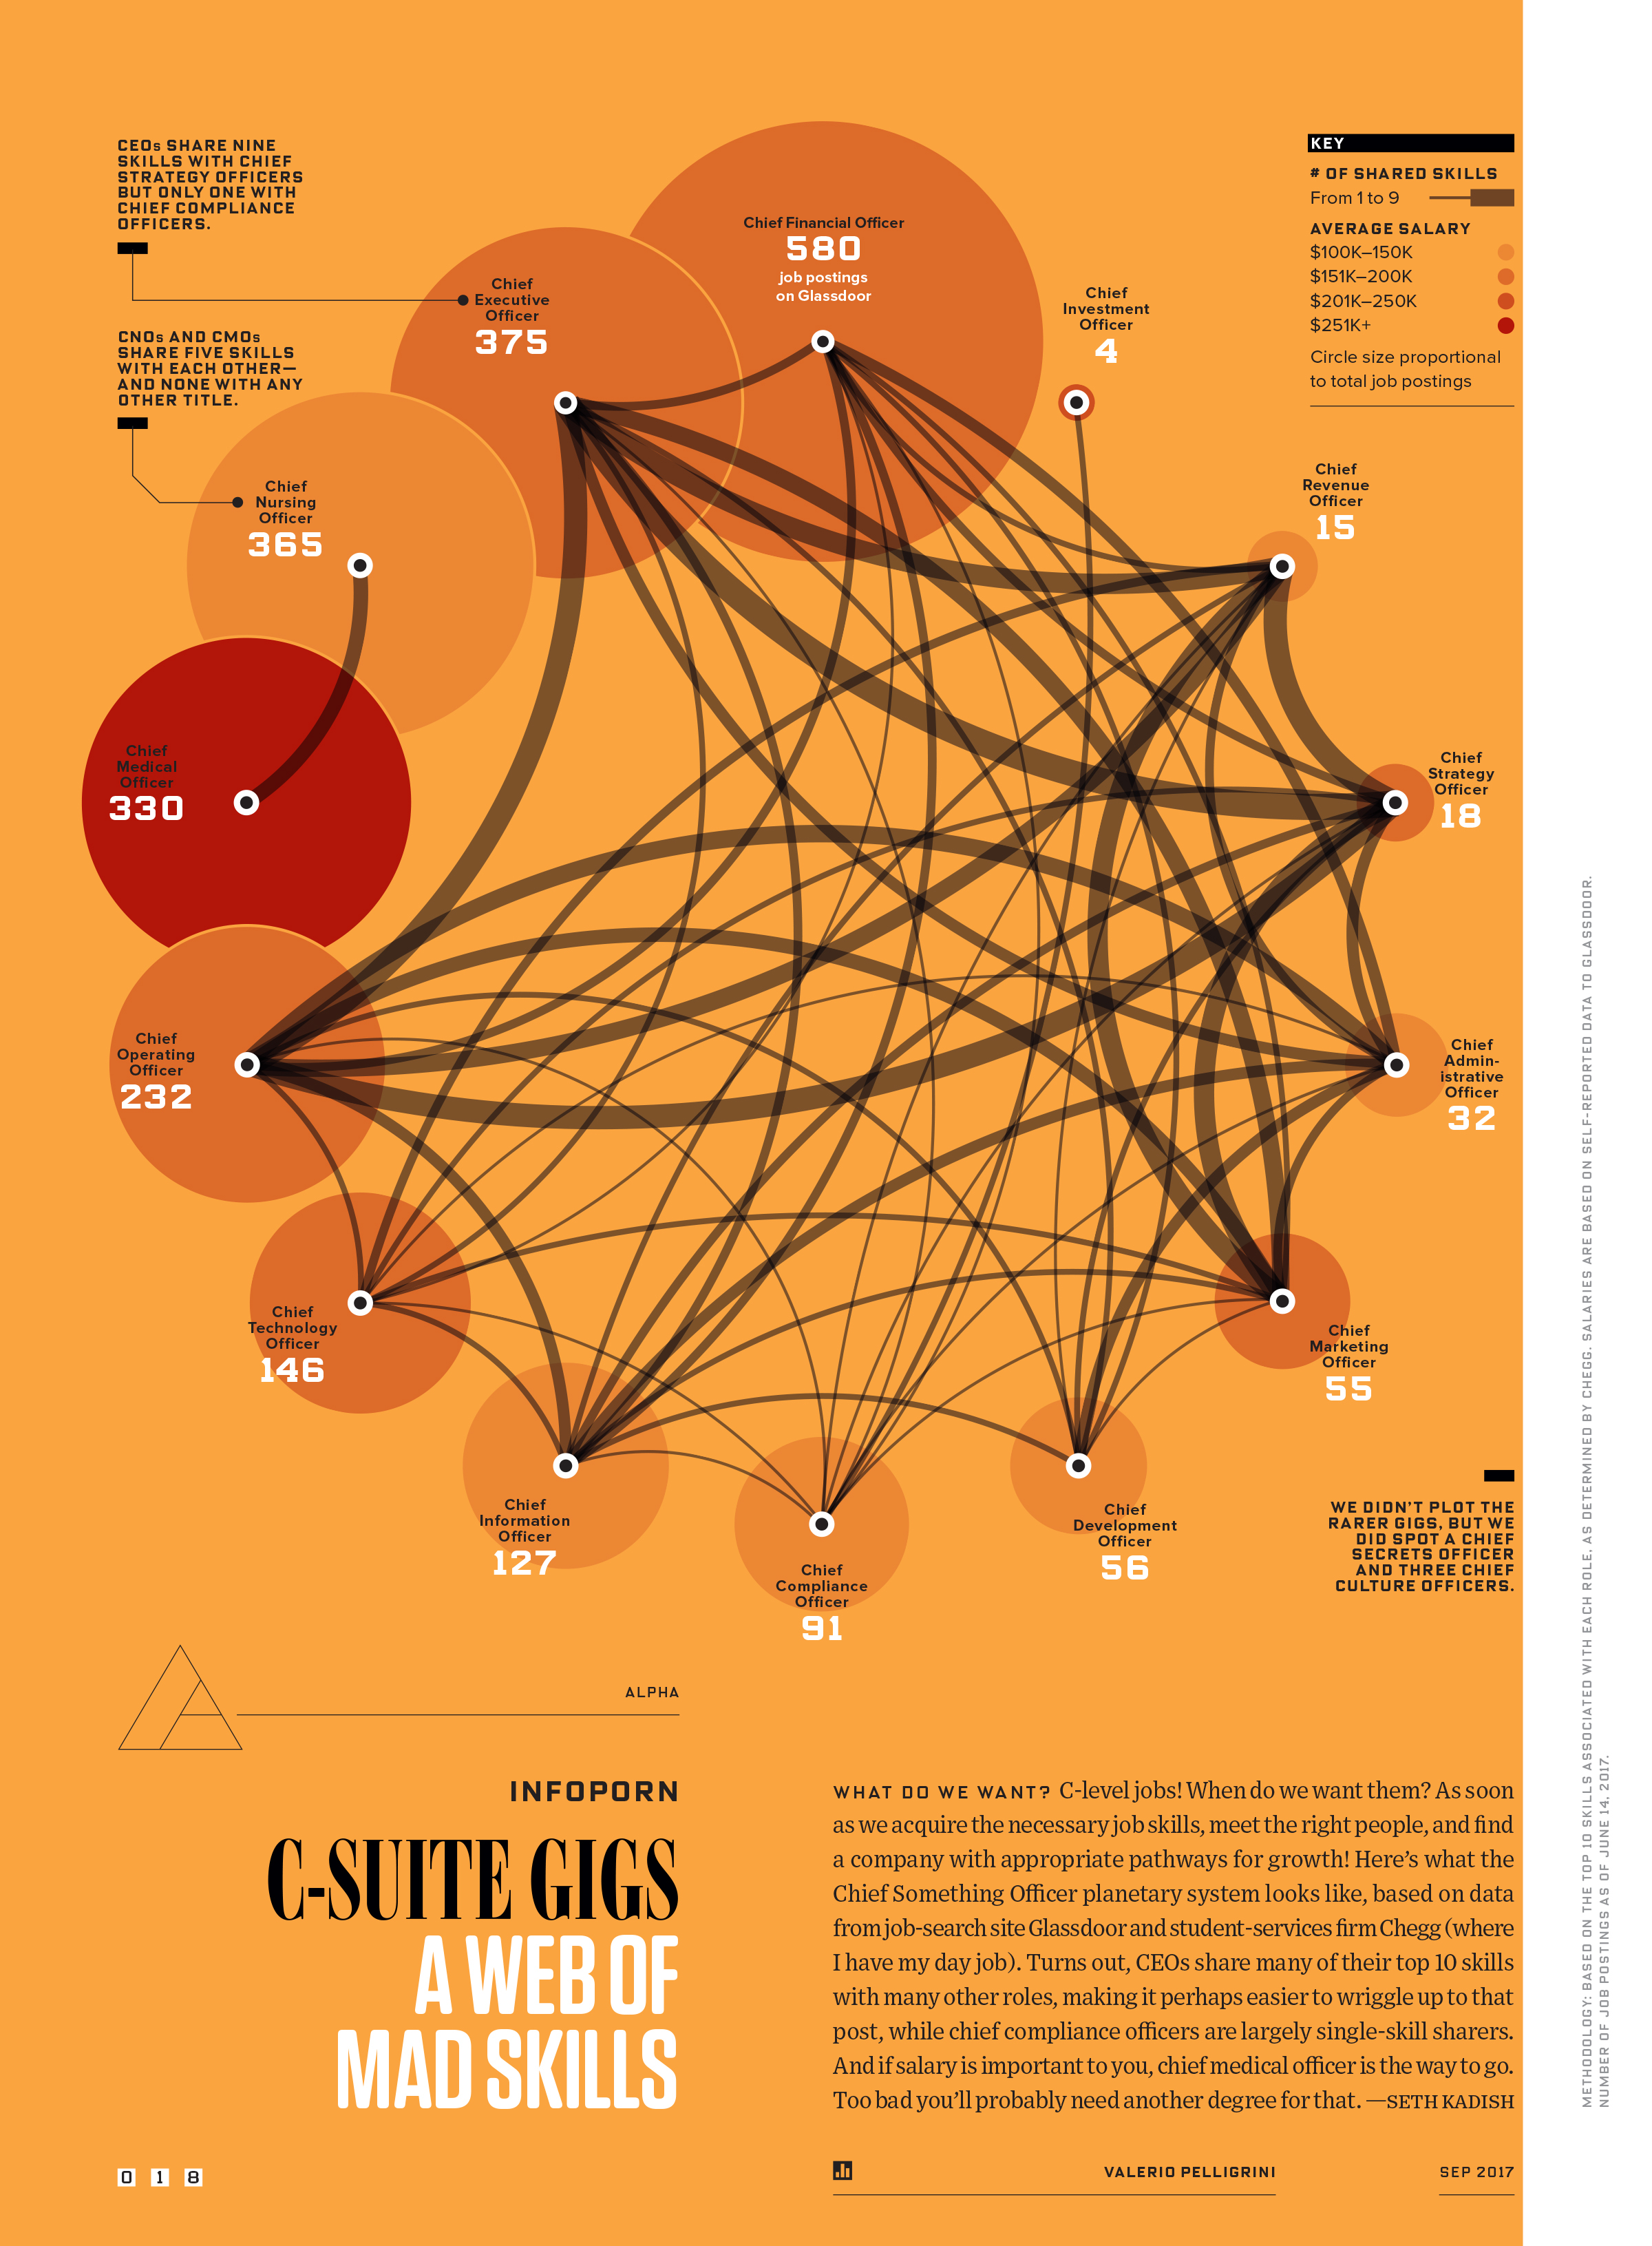 CEOs SHARE NINE
SKILLS WITH CHIEF
STRATEGY OFFICERS
BUT ONLY ONE WITH
CHIEF COMPLIANCE
OFFICERS.
CNOs AND CMOs
SHARE FIVE SKILLS
WITH EACH OTHER—
AND NONE WITH ANY
OTHER TITLE.
KEY
# OF SHARED SKILLS
From 1 to 9
AVERAGE SALARY
$100K–150K
$151K–200K
$201K–250K
$251K+
Circle size proportional
to total job postings
Chief Financial Officer
580
job postings
on Glassdoor
Chief
Executive
Officer
375
Chief
Investment
Officer
4
Chief
Nursing
Officer
365
Chief
Revenue
Officer
15
Chief
Medical
Officer
330
Chief
Strategy
Officer
18
Chief
Operating
Officer
232
Chief
Admin-
istrative
Officer
32
Chief
Technology
Officer
146
Chief
Marketing
Officer
55
Chief
Information
Officer
127
Chief
Compliance
Officer
91
Chief
Development
Officer
56
WE DIDN'T PLOT THE
RARER GIGS, BUT WE
DID SPOT A CHIEF
SECRETS OFFICER
AND THREE CHIEF
CULTURE OFFICERS.
ALPHA
INFOPORN
C-SUITE GIGS
A WEB OF
MAD SKILLS
WHAT DO WE WANT? C-level jobs! When do we want them? As soon
as we acquire the necessary job skills, meet the right people, and find
a company with appropriate pathways for growth! Here's what the
Chief Something Officer planetary system looks like, based on data
from job-search site Glassdoor and student-services firm Chegg (where
I have my day job). Turns out, CEOs share many of their top 10 skills
with many other roles, making it perhaps easier to wriggle up to that
post, while chief compliance officers are largely single-skill sharers.
And if salary is important to you, chief medical officer is the way to go.
Too bad you'll probably need another degree for that. —SETH KADISH
0 1 8
VALERIO PELLIGRINI
SEP 2017
METHODOLOGY: BASED ON THE TOP 10 SKILLS ASSOCIATED WITH EACH ROLE, AS DETERMINED BY CHEGG. SALARIES ARE BASED ON SELF-REPORTED DATA TO GLASSDOOR.
NUMBER OF JOB POSTINGS AS OF JUNE 14, 2017.